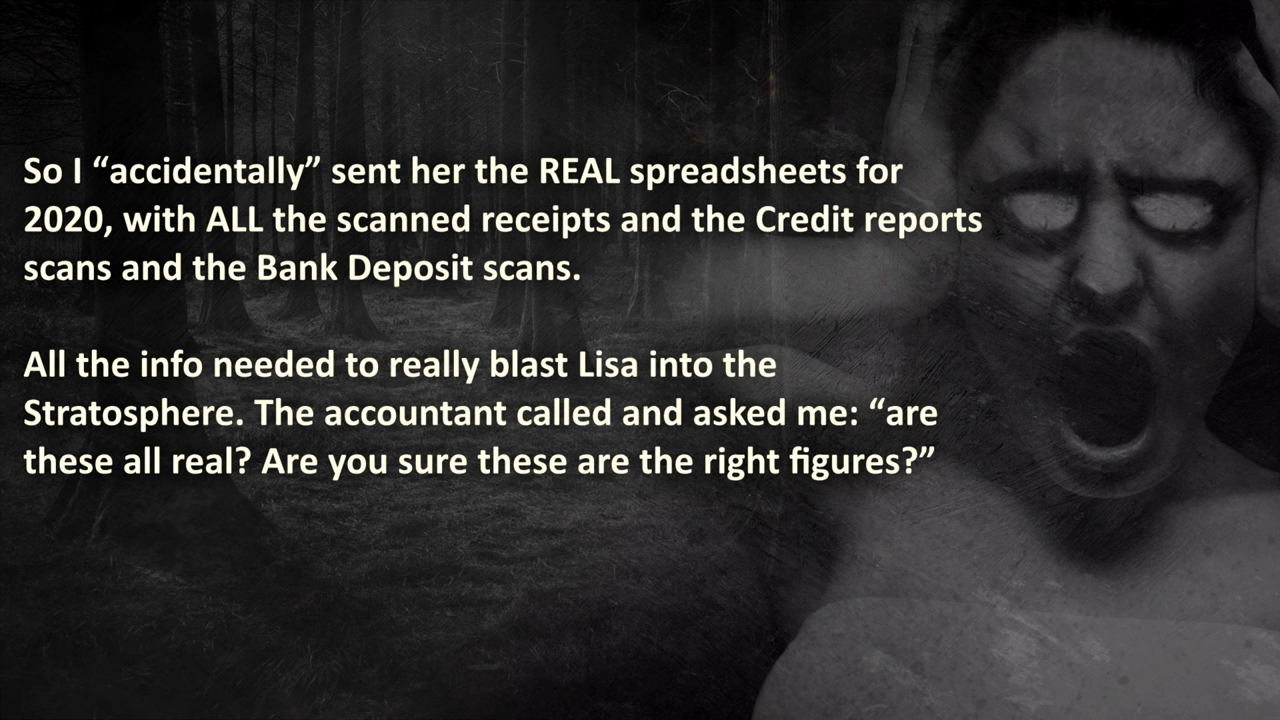 So I “accidentally” sent her the REAL spreadsheets for
2020, with ALL the scanned receipts and the Credit reports
scans and the Bank Deposit scans.
All the info needed to really blast Lisa into the
Stratosphere. The accountant called and asked me: “are
these all real? Are you sure these are the right figures?”